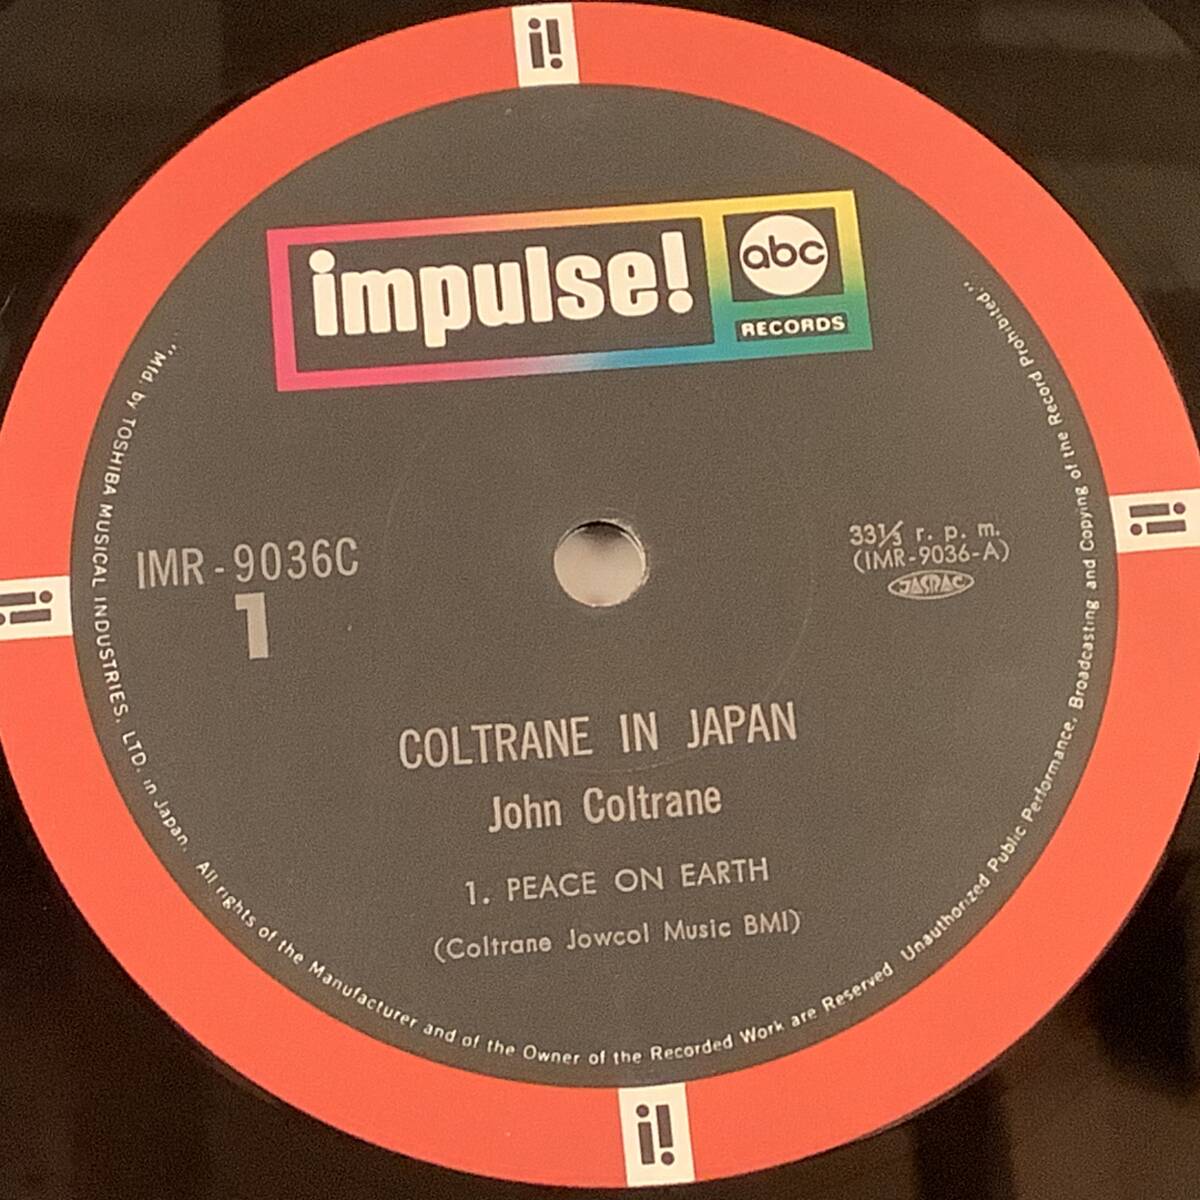 i!
impulse!
abc
RECORDS
IMR-9036C
1
33⅓ r. p. m.
(IMR-9036-A)
JASRAC
COLTRANE IN JAPAN
John Coltrane
1. PEACE ON EARTH
(Coltrane Jowcol Music BMI)
"Mfd. by TOSHIBA MUSICAL INDUSTRIES, LTD. in Japan. All rights of the Manufacturer and of the Owner of the Recorded Work are Reserved Unauthorized Public Performance, Broadcasting and Copying of the Record Prohibited."
i!
i!
i!